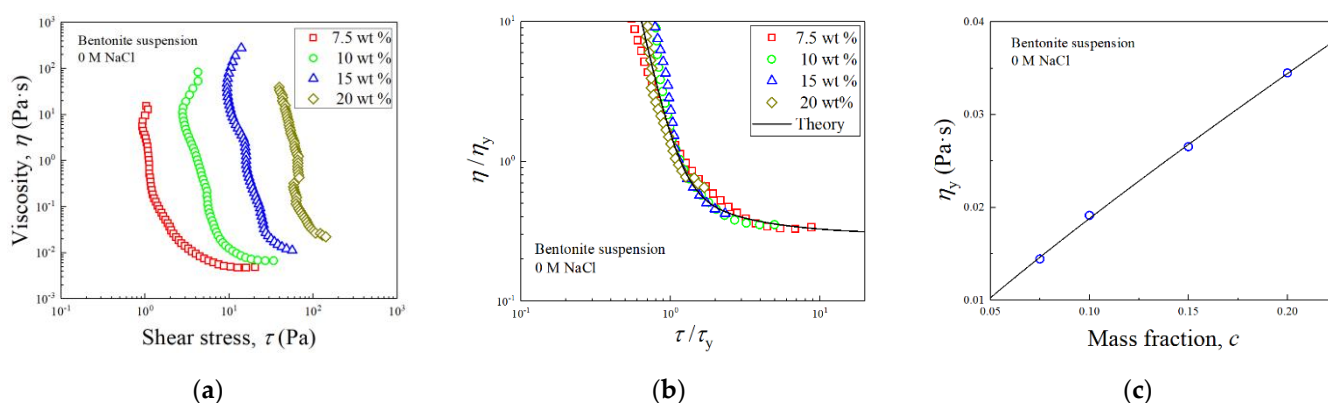 Bentonite suspension
0 M NaCl
7.5 wt %
10 wt %
15 wt %
20 wt %
10³
10²
10¹
10⁰
10⁻¹
10⁻²
10⁻³
Viscosity, η (Pa·s)
10⁰ 10¹ 10² 10³
Shear stress, τ (Pa)
(a)
7.5 wt %
10 wt %
15 wt %
20 wt%
Theory
Bentonite suspension
0 M NaCl
10¹
10⁰
10⁻¹
η / ηy
10⁻¹ 10⁰ 10¹
τ / τy
(b)
Bentonite suspension
0 M NaCl
0.04
0.03
0.02
0.01
ηy (Pa·s)
0.05 0.10 0.15 0.20
Mass fraction, c
(c)